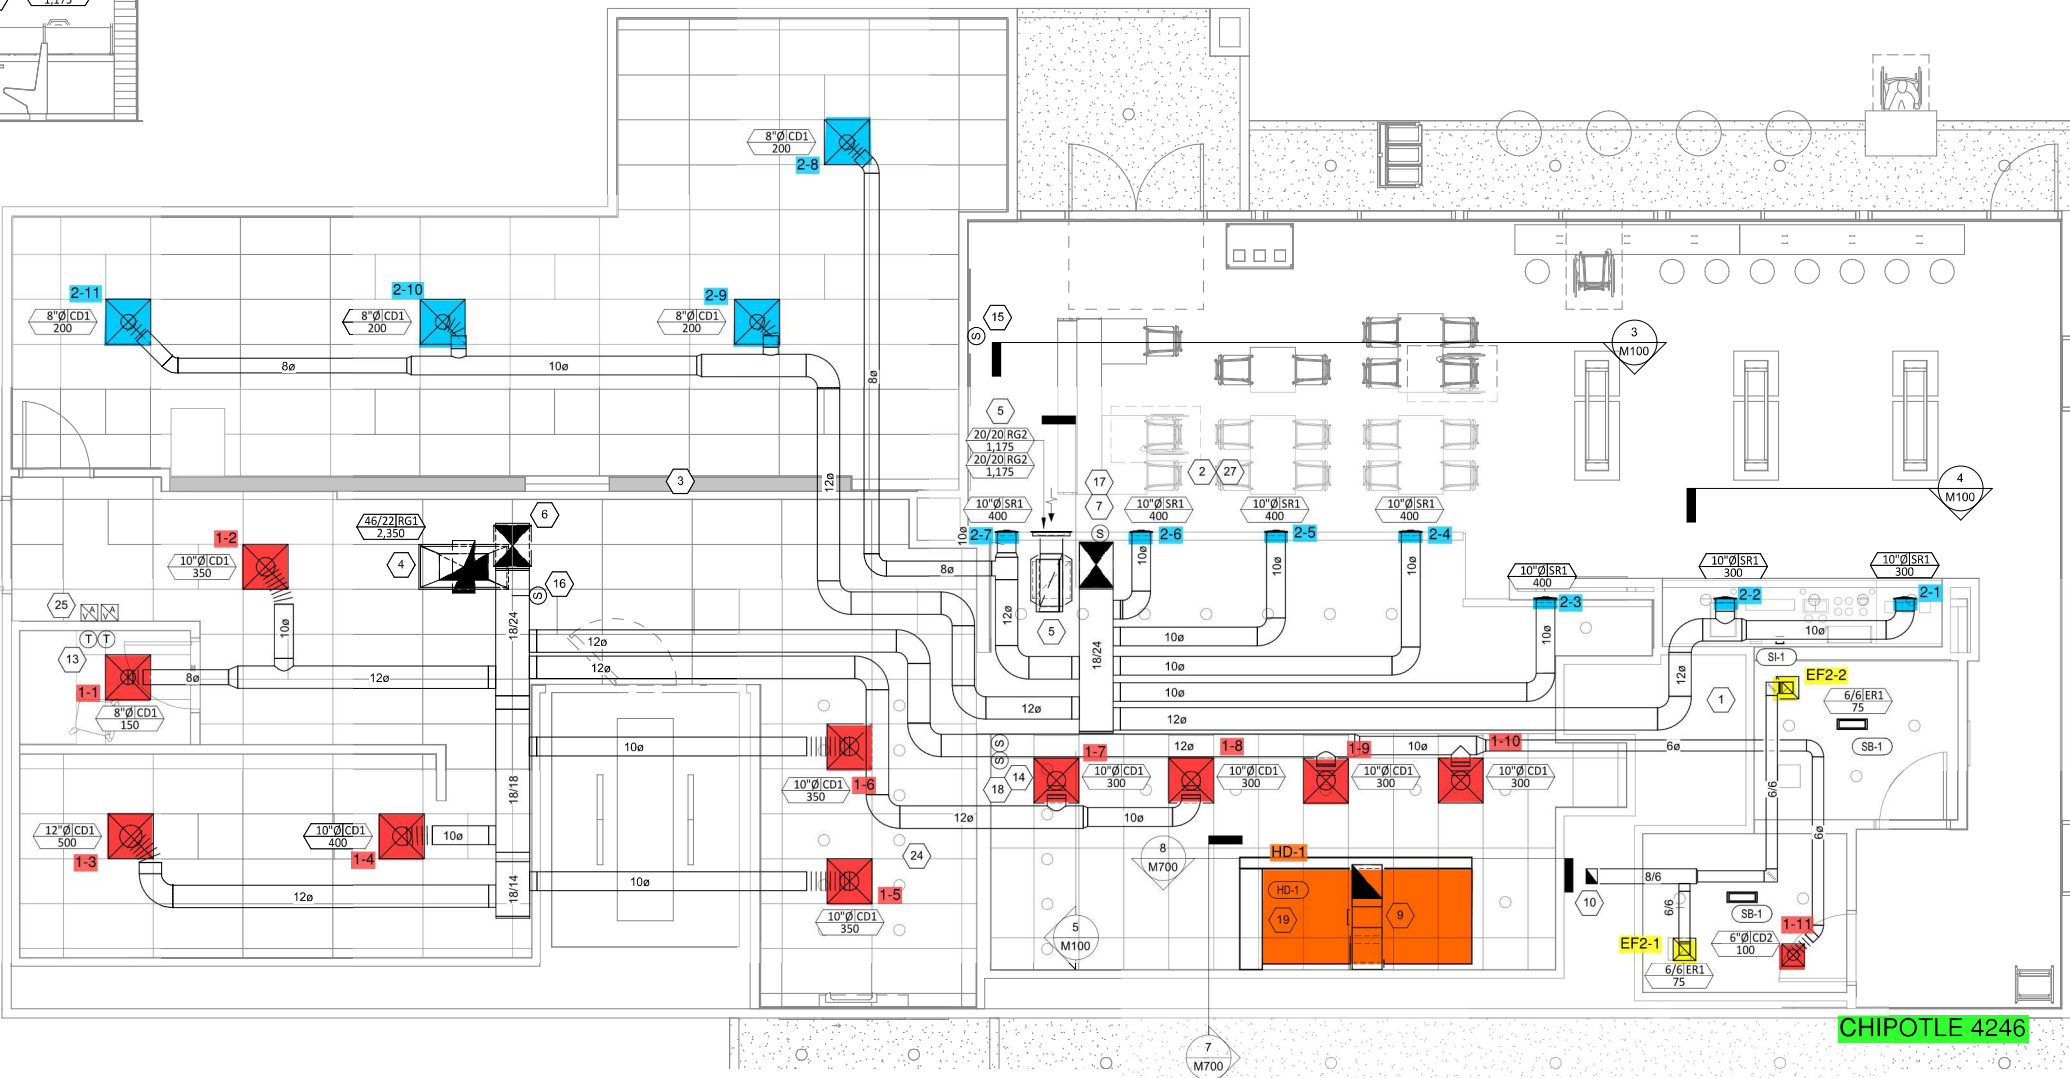 1,175
8"Ø CD1
200
2-8
2-11
8"Ø CD1
200
2-10
8"Ø CD1
200
2-9
8"Ø CD1
200
8ø
10ø
8ø
12ø
15
S
3
M100
5
20/20 RG2
1,175
20/20 RG2
1,175
2
27
17
7
S
3
4
M100
10"Ø SR1
400
2-7
10ø
10"Ø SR1
400
2-6
10"Ø SR1
400
2-5
10"Ø SR1
400
2-4
10"Ø SR1
400
2-3
10"Ø SR1
300
2-2
10"Ø SR1
300
2-1
46/22 RG1
2,350
6
4
16
S
1-2
10"Ø CD1
350
25
V A
V A
T
T
13
1-1
8"Ø CD1
150
8ø
10ø
12ø
18/24
12ø
12ø
8ø
12ø
5
18/24
10ø
10ø
10ø
10ø
10ø
10ø
10ø
12ø
12ø
12ø
10ø
SI-1
1
EF2-2
6/6 ER1
75
SB-1
10ø
10"Ø CD1
350
1-6
S
S
14
18
1-7
10"Ø CD1
300
12ø
1-8
10"Ø CD1
300
1-9
10"Ø CD1
300
10ø
1-10
10"Ø CD1
300
6ø
6/6
6ø
18/18
12"Ø CD1
500
1-3
10"Ø CD1
400
1-4
10ø
12ø
18/14
10ø
12ø
10ø
24
1-5
10"Ø CD1
350
8
M700
5
M100
HD-1
HD-1
19
9
10
8/6
6/6
SB-1
EF2-1
6/6 ER1
75
6"Ø CD2
100
1-11
7
M700
CHIPOTLE 4246